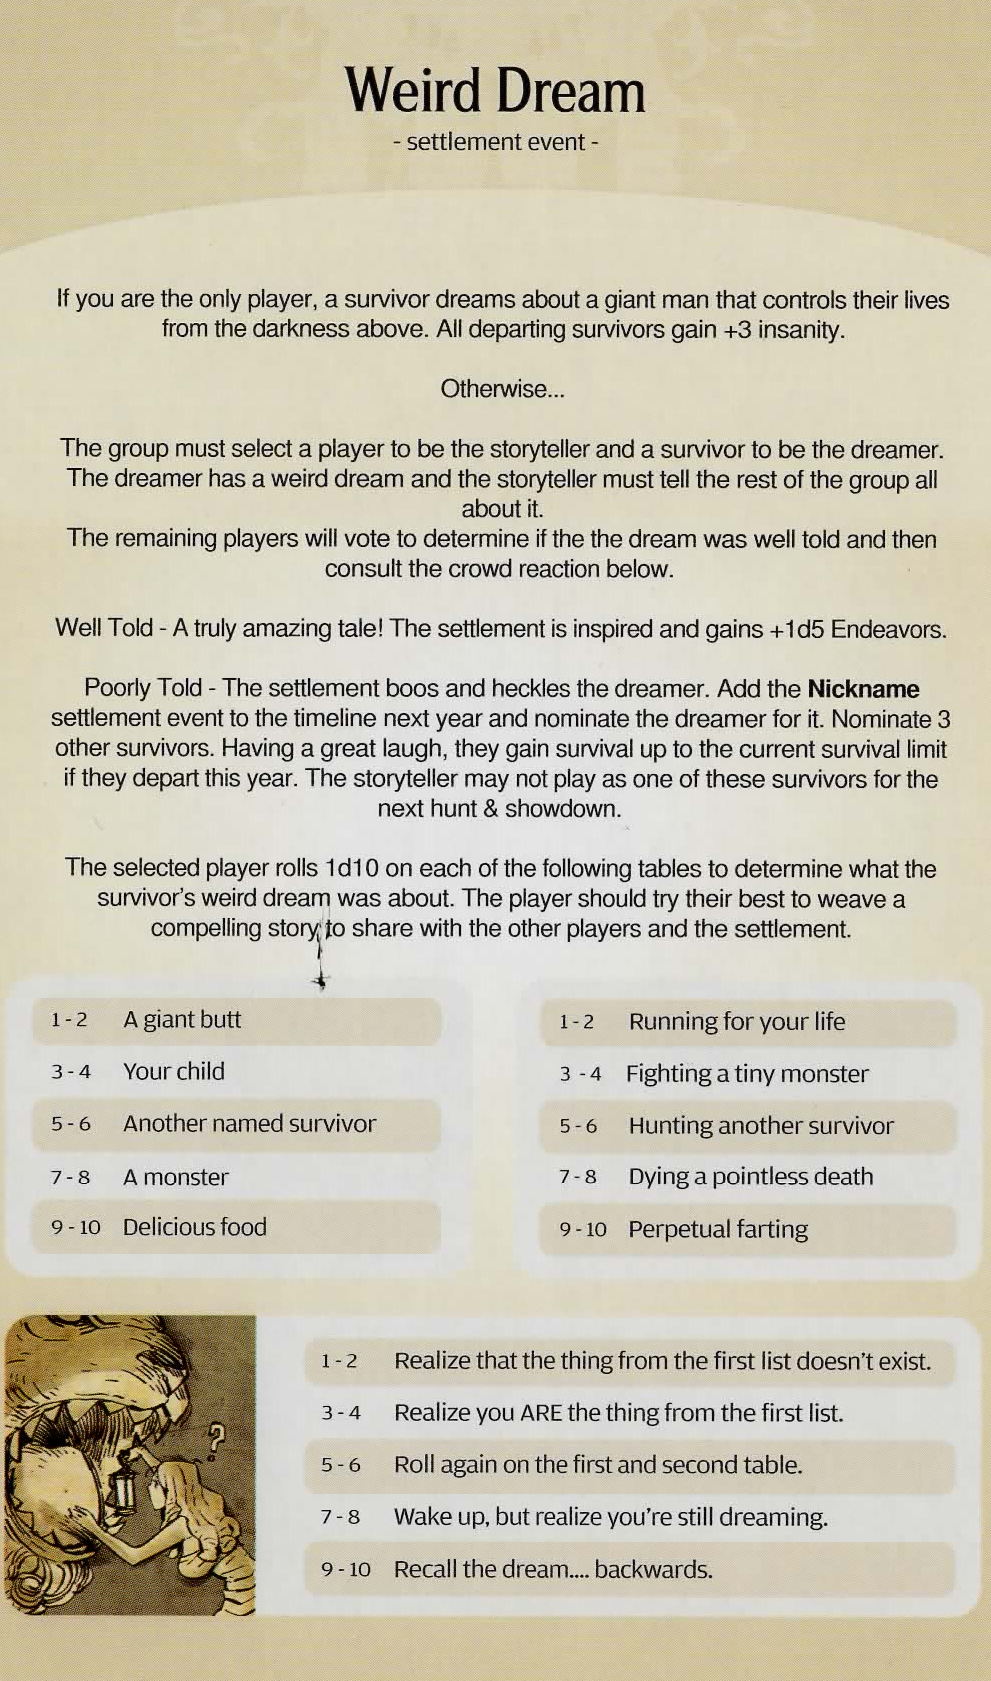 Weird Dream
- settlement event -
If you are the only player, a survivor dreams about a giant man that controls their lives
from the darkness above. All departing survivors gain +3 insanity.
Otherwise...
The group must select a player to be the storyteller and a survivor to be the dreamer.
The dreamer has a weird dream and the storyteller must tell the rest of the group all
about it.
The remaining players will vote to determine if the the dream was well told and then
consult the crowd reaction below.
Well Told - A truly amazing tale! The settlement is inspired and gains +1d5 Endeavors.
Poorly Told - The settlement boos and heckles the dreamer. Add the Nickname
settlement event to the timeline next year and nominate the dreamer for it. Nominate 3
other survivors. Having a great laugh, they gain survival up to the current survival limit
if they depart this year. The storyteller may not play as one of these survivors for the
next hunt & showdown.
The selected player rolls 1d10 on each of the following tables to determine what the
survivor's weird dream was about. The player should try their best to weave a
compelling story to share with the other players and the settlement.
1 - 2 A giant butt
3 - 4 Your child
5 - 6 Another named survivor
7 - 8 A monster
9 - 10 Delicious food
1 - 2 Running for your life
3 - 4 Fighting a tiny monster
5 - 6 Hunting another survivor
7 - 8 Dying a pointless death
9 - 10 Perpetual farting
?
1 - 2 Realize that the thing from the first list doesn't exist.
3 - 4 Realize you ARE the thing from the first list.
5 - 6 Roll again on the first and second table.
7 - 8 Wake up, but realize you're still dreaming.
9 - 10 Recall the dream.... backwards.